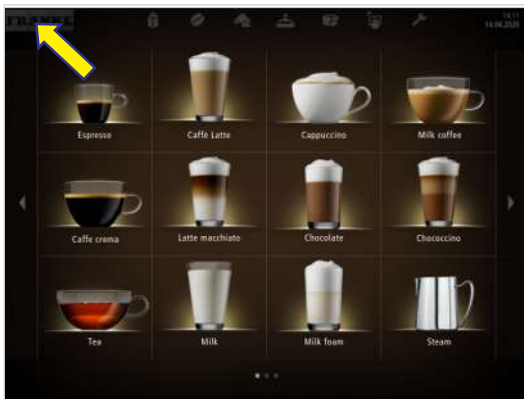 FRANKE
14:11
14.04.2020
Espresso
Caffè Latte
Cappuccino
Milk coffee
Caffe crema
Latte macchiato
Chocolate
Chococcino
Tea
Milk
Milk foam
Steam